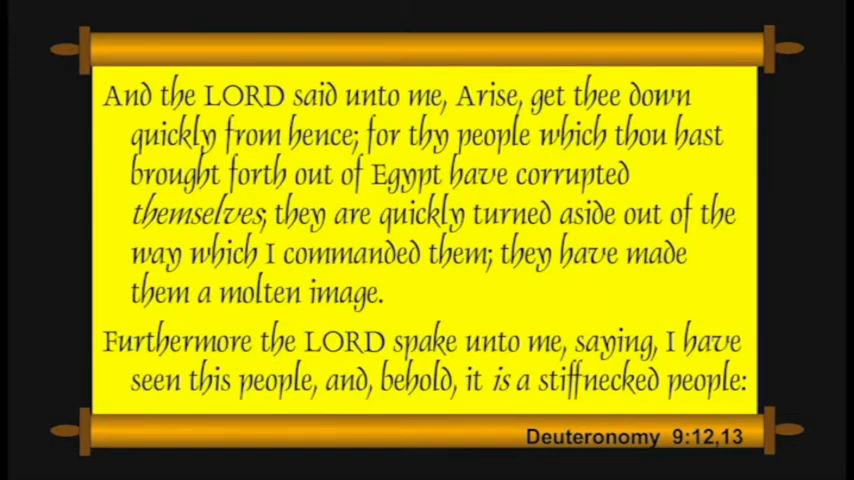 And the LORD said unto me, Arise, get thee down
quickly from hence; for thy people which thou hast
brought forth out of Egypt have corrupted
themselves; they are quickly turned aside out of the
way which I commanded them; they have made
them a molten image.
Furthermore the LORD spake unto me, saying, I have
seen this people, and, behold, it is a stiffnecked people:
Deuteronomy 9:12,13